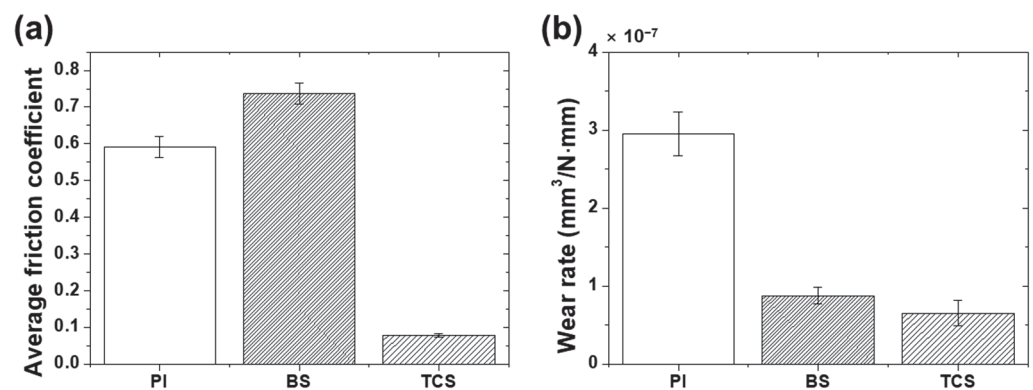 (a)
Average friction coefficient
0.8
0.7
0.6
0.5
0.4
0.3
0.2
0.1
0.0
PI BS TCS
(b)
× 10⁻⁷
Wear rate (mm³/N·mm)
4
3
2
1
0
PI BS TCS